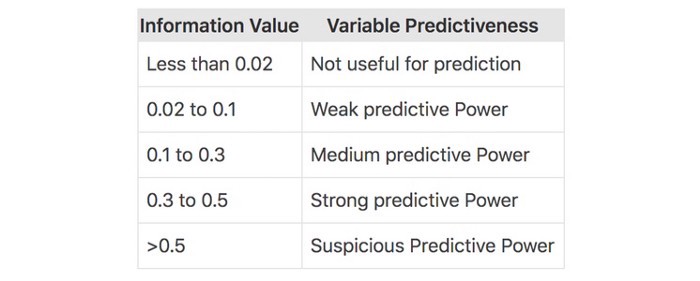 Information Value Variable Predictiveness
Less than 0.02 Not useful for prediction
0.02 to 0.1 Weak predictive Power
0.1 to 0.3 Medium predictive Power
0.3 to 0.5 Strong predictive Power
>0.5 Suspicious Predictive Power